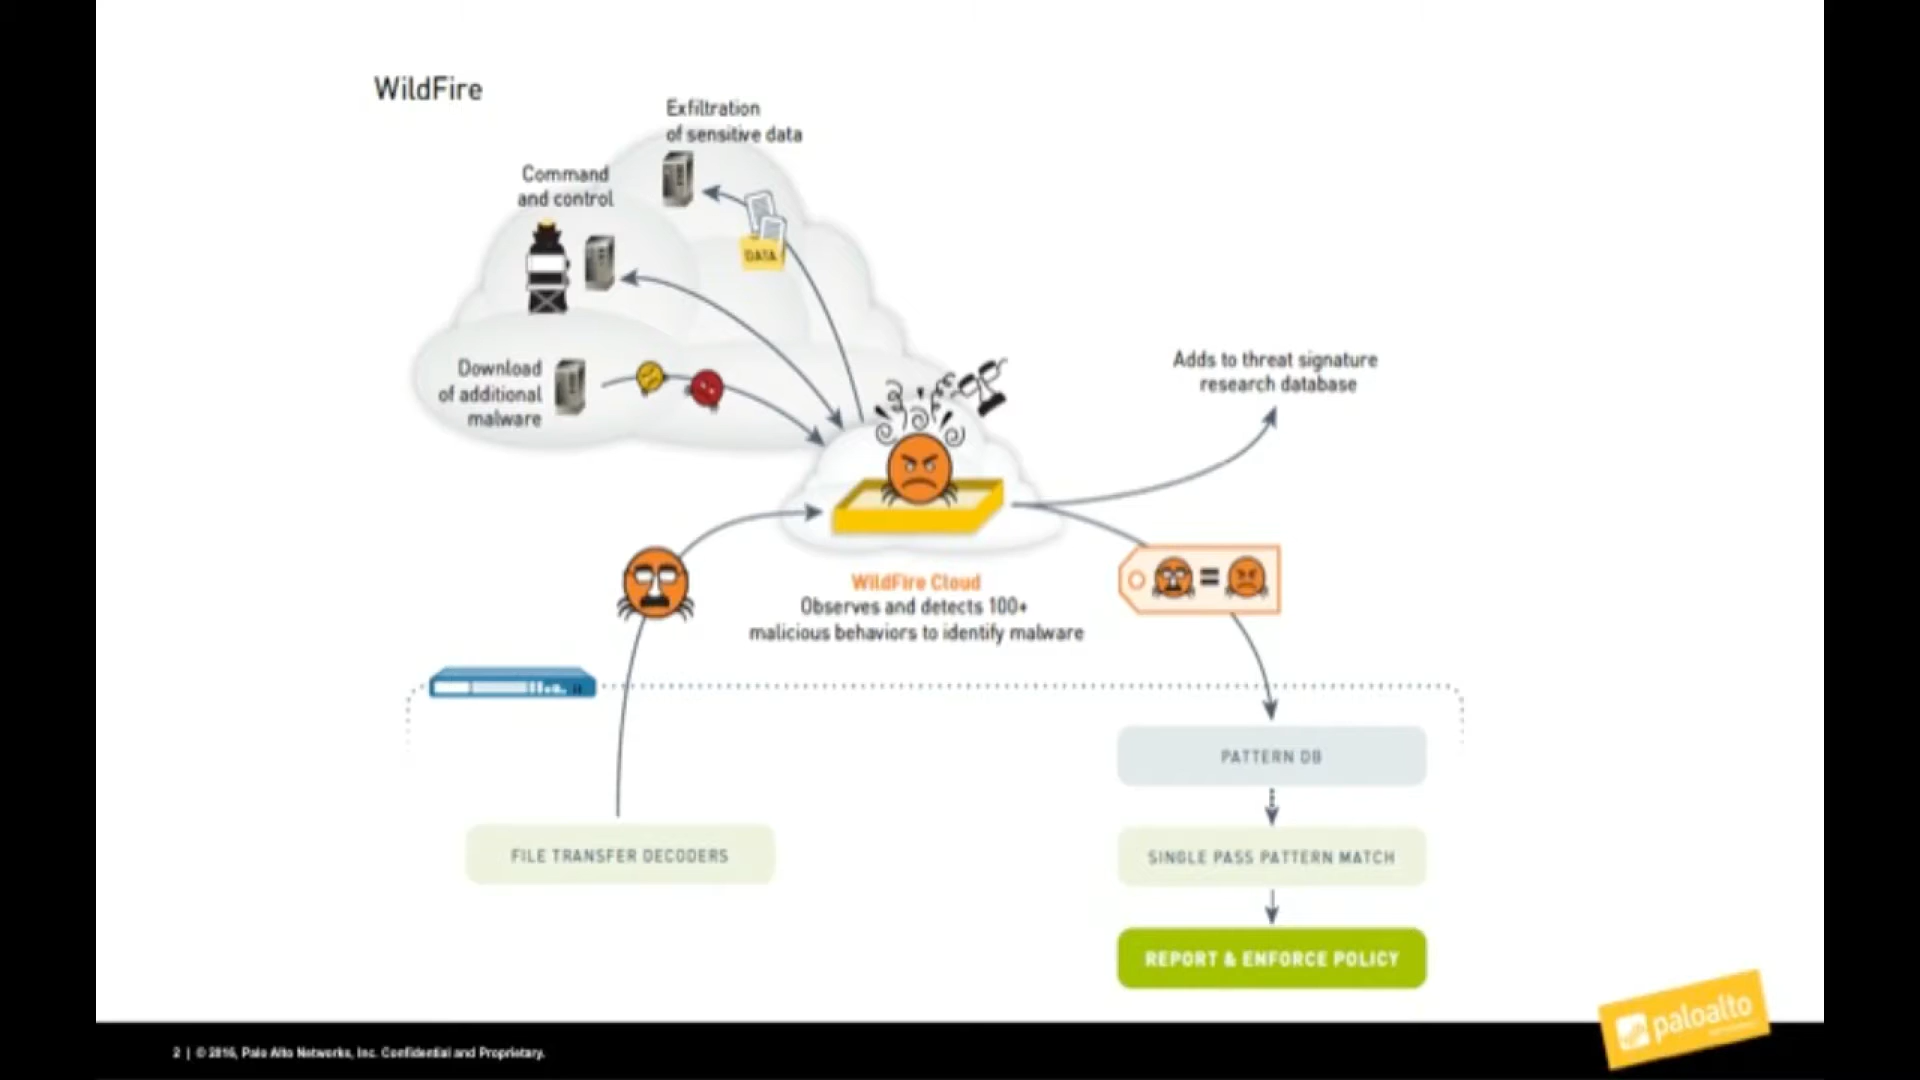 WildFire
Exfiltration
of sensitive data
Command
and control
DATA
Download
of additional
malware
Adds to threat signature
research database
WildFire Cloud
Observes and detects 100+
malicious behaviors to identify malware
PATTERN DB
FILE TRANSFER DECODERS
SINGLE PASS PATTERN MATCH
REPORT & ENFORCE POLICY
2 | © 2016, Palo Alto Networks, Inc. Confidential and Proprietary.
paloalto